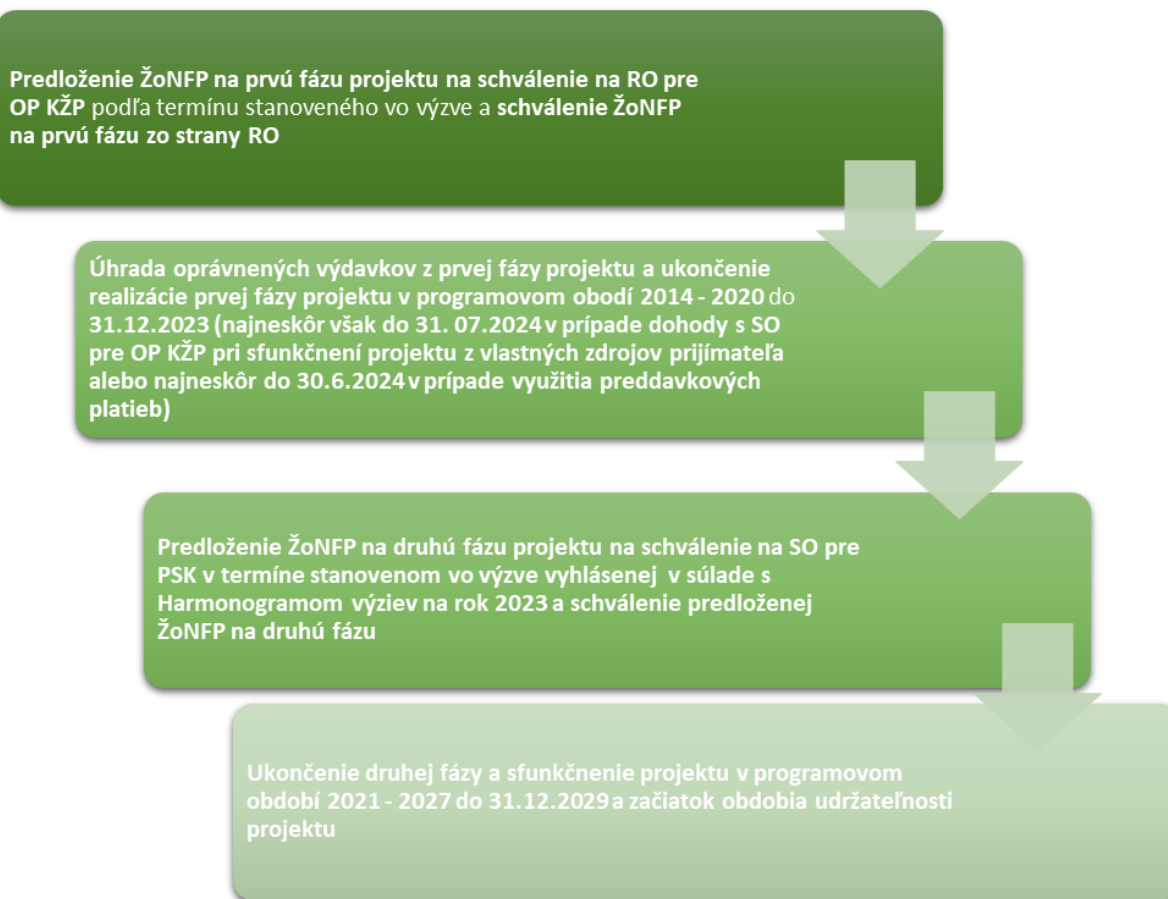 Predloženie ŽoNFP na prvú fázu projektu na schválenie na RO pre
OP KŽP podľa termínu stanoveného vo výzve a schválenie ŽoNFP
na prvú fázu zo strany RO
Úhrada oprávnených výdavkov z prvej fázy projektu a ukončenie
realizácie prvej fázy projektu v programovom obodí 2014 - 2020 do
31.12.2023 (najneskôr však do 31. 07.2024 v prípade dohody s SO
pre OP KŽP pri sfunkčnení projektu z vlastných zdrojov prijímateľa
alebo najneskôr do 30.6.2024 v prípade využitia preddavkových
platieb)
Predloženie ŽoNFP na druhú fázu projektu na schválenie na SO pre
PSK v termíne stanovenom vo výzve vyhlásenej v súlade s
Harmonogramom výziev na rok 2023 a schválenie predloženej
ŽoNFP na druhú fázu
Ukončenie druhej fázy a sfunkčnenie projektu v programovom
období 2021 - 2027 do 31.12.2029 a začiatok obdobia udržateľnosti
projektu